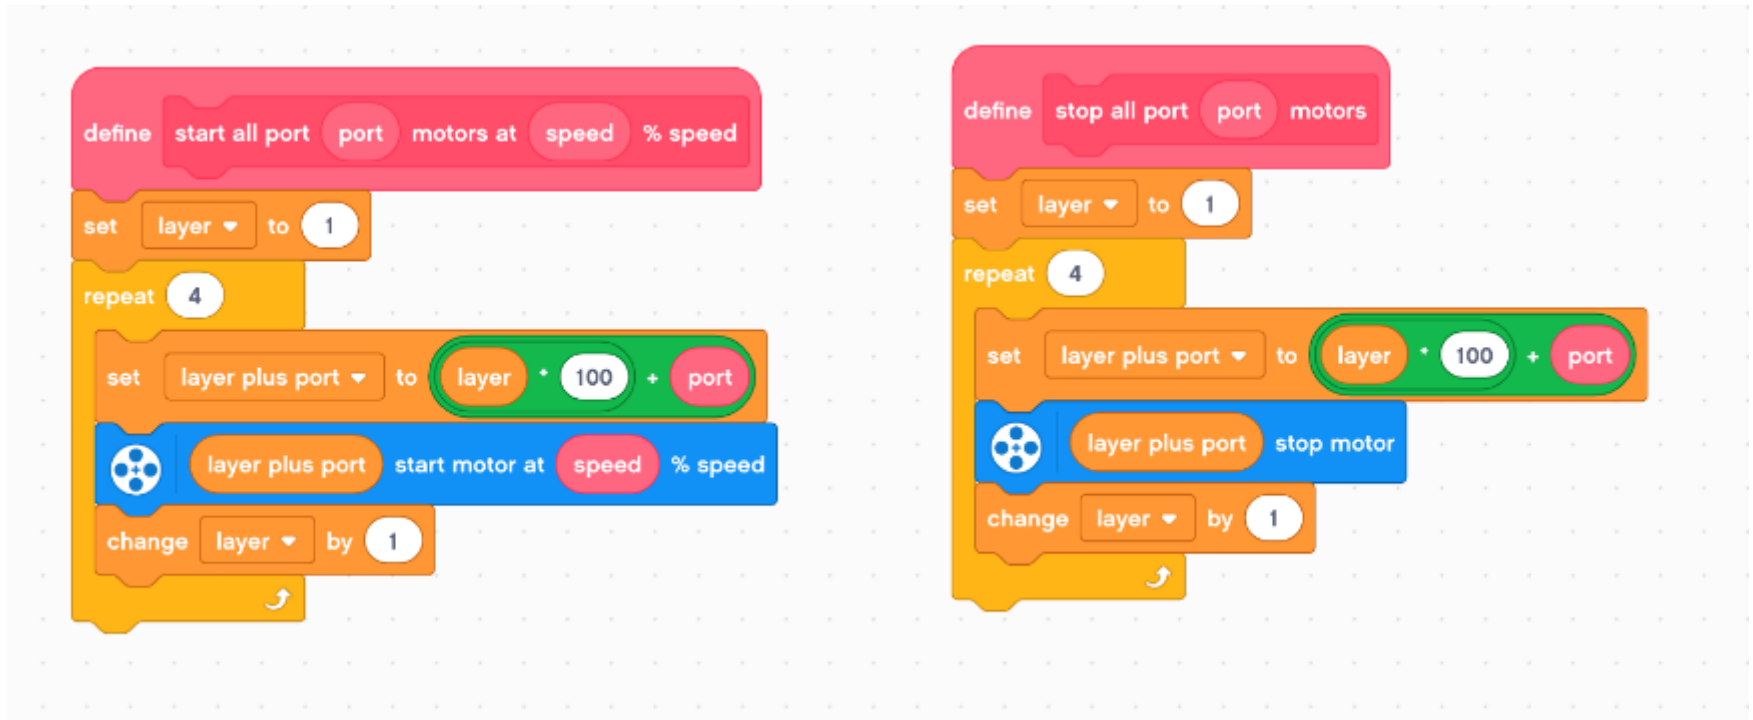 define start all port port motors at speed % speed
set layer to 1
repeat 4
set layer plus port to layer * 100 + port
layer plus port start motor at speed % speed
change layer by 1
define stop all port port motors
set layer to 1
repeat 4
set layer plus port to layer * 100 + port
layer plus port stop motor
change layer by 1